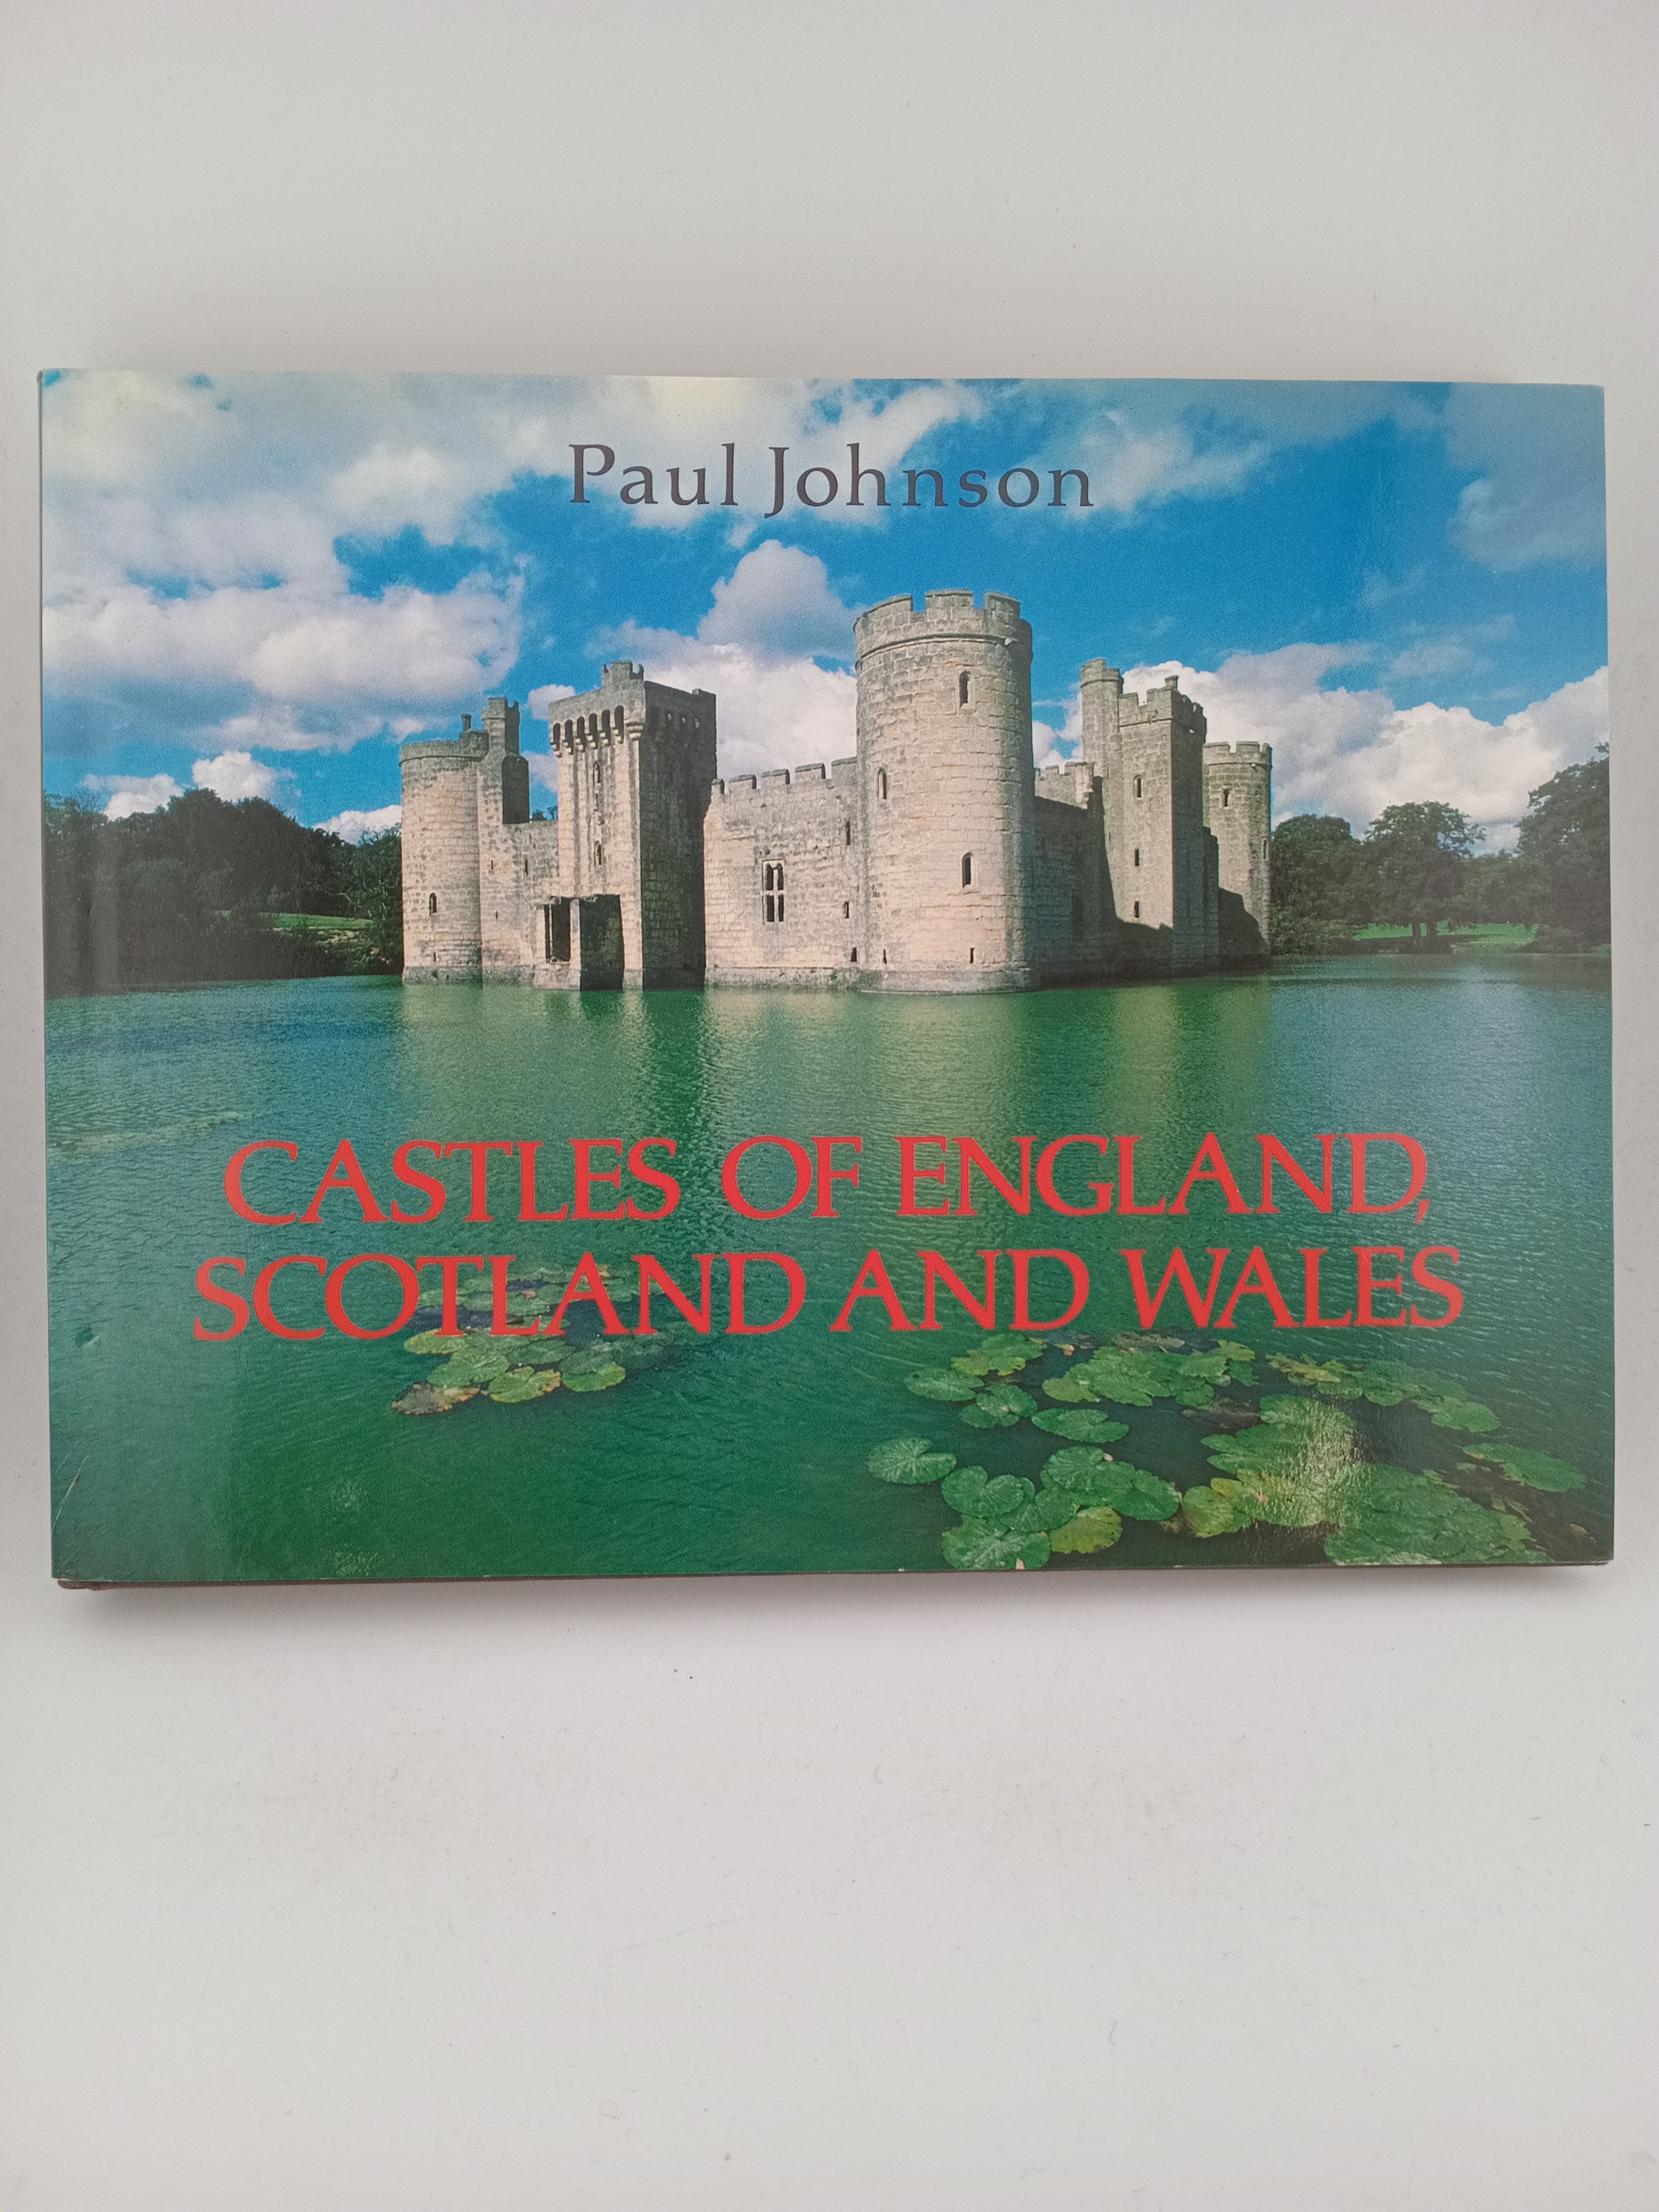 Paul Johnson
CASTLES OF ENGLAND,
SCOTLAND AND WALES